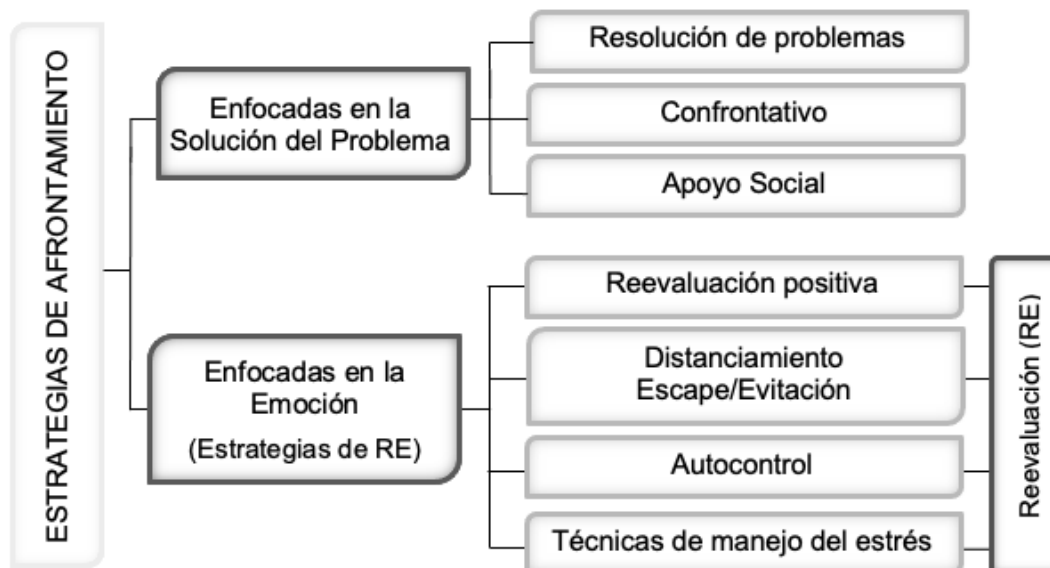 ESTRATEGIAS DE AFRONTAMIENTO
Enfocadas en la
Solución del Problema
Resolución de problemas
Confrontativo
Apoyo Social
Enfocadas en la
Emoción
(Estrategias de RE)
Reevaluación positiva
Distanciamiento
Escape/Evitación
Autocontrol
Técnicas de manejo del estrés
Reevaluación (RE)